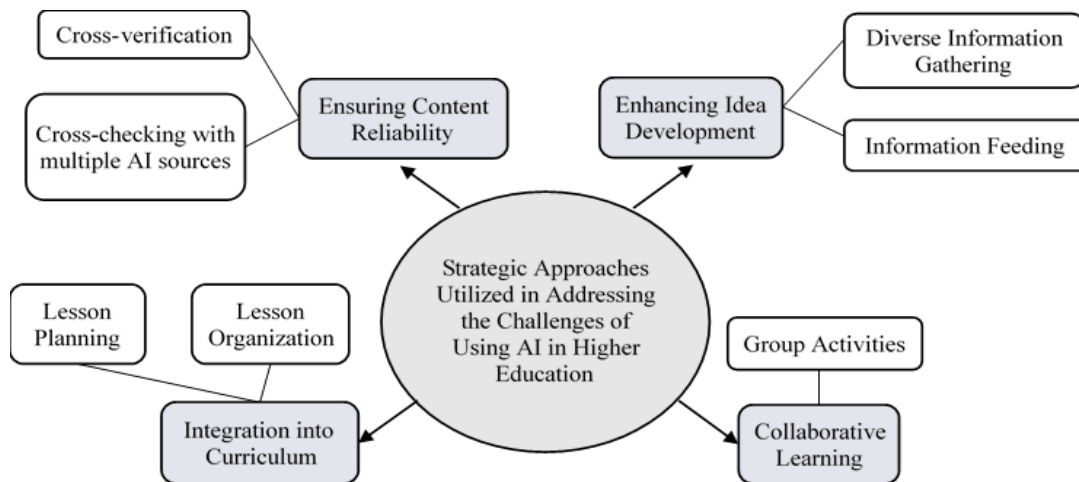 Cross-verification
Cross-checking with
multiple AI sources
Ensuring Content
Reliability
Enhancing Idea
Development
Diverse Information
Gathering
Information Feeding
Strategic Approaches
Utilized in Addressing
the Challenges of
Using AI in Higher
Education
Lesson
Planning
Lesson
Organization
Integration into
Curriculum
Group Activities
Collaborative
Learning